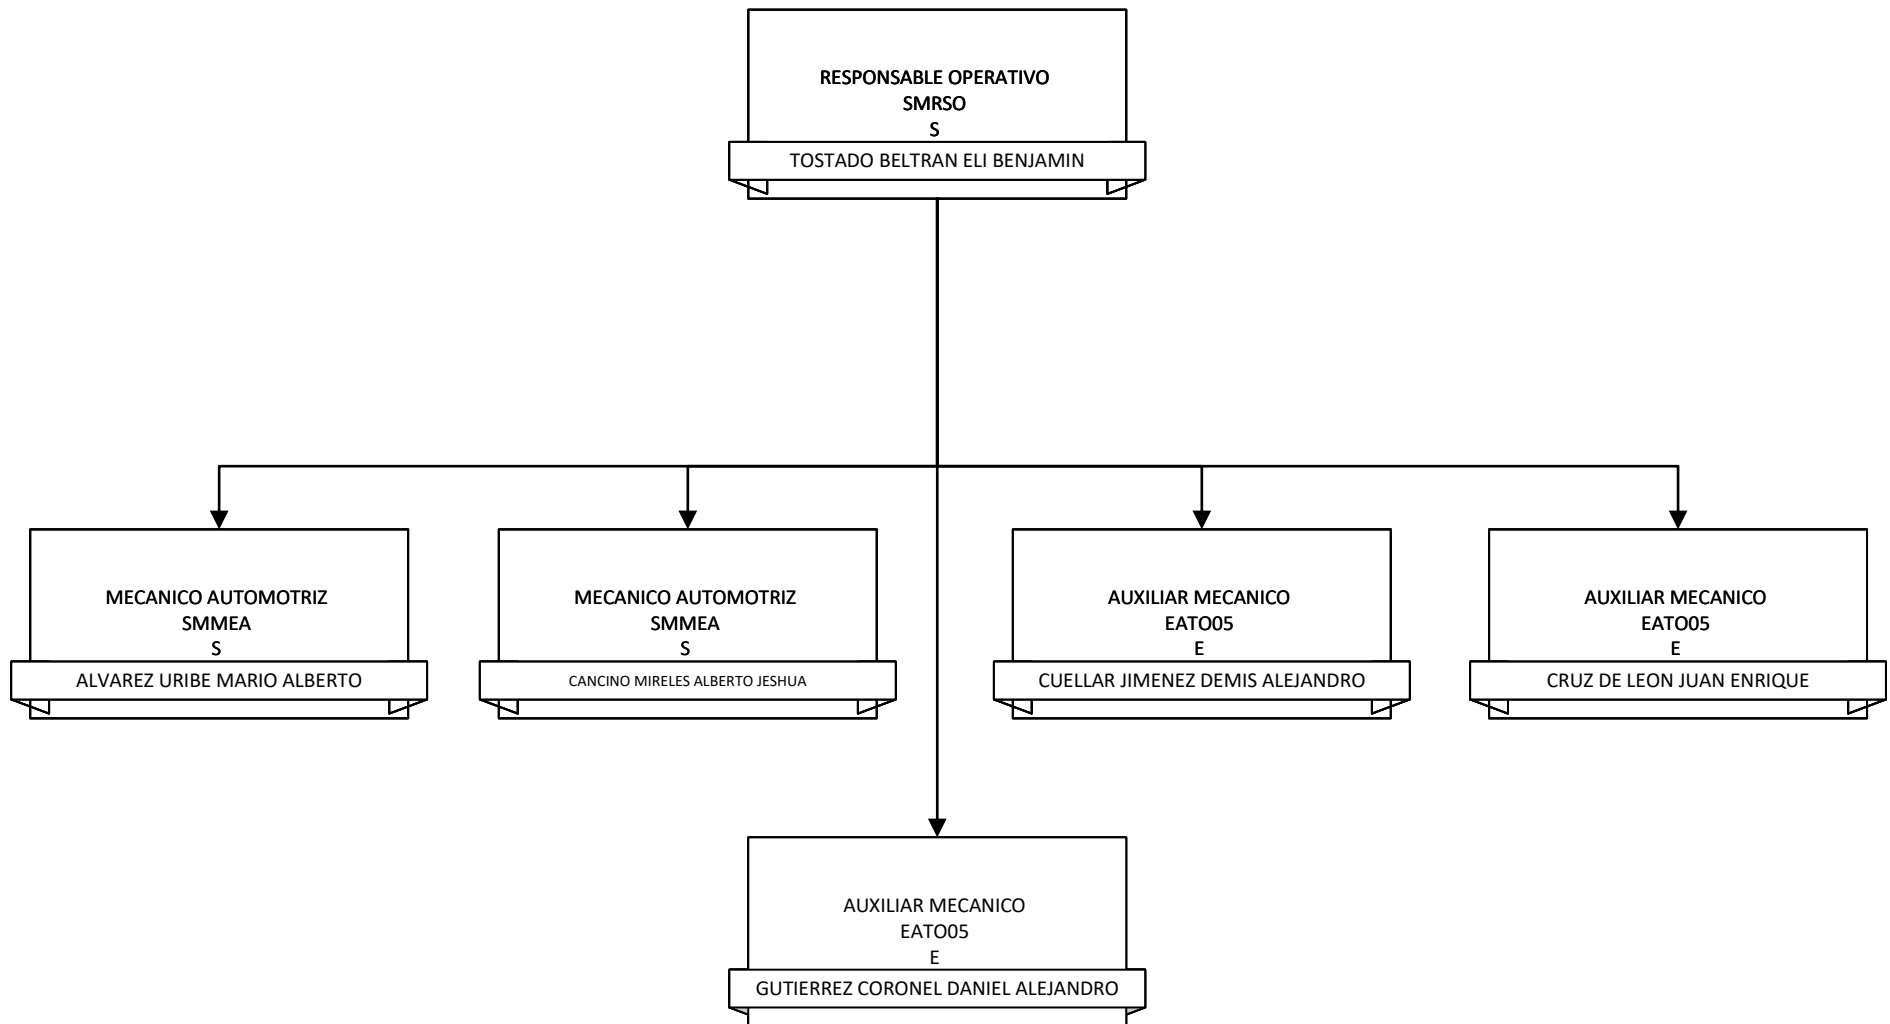 RESPONSABLE OPERATIVO
SMRSO
S
TOSTADO BELTRAN ELI BENJAMIN
MECANICO AUTOMOTRIZ
SMMEA
S
ALVAREZ URIBE MARIO ALBERTO
MECANICO AUTOMOTRIZ
SMMEA
S
CANCINO MIRELES ALBERTO JESHUA
AUXILIAR MECANICO
EATO05
E
CUELLAR JIMENEZ DEMIS ALEJANDRO
AUXILIAR MECANICO
EATO05
E
CRUZ DE LEON JUAN ENRIQUE
AUXILIAR MECANICO
EATO05
E
GUTIERREZ CORONEL DANIEL ALEJANDRO